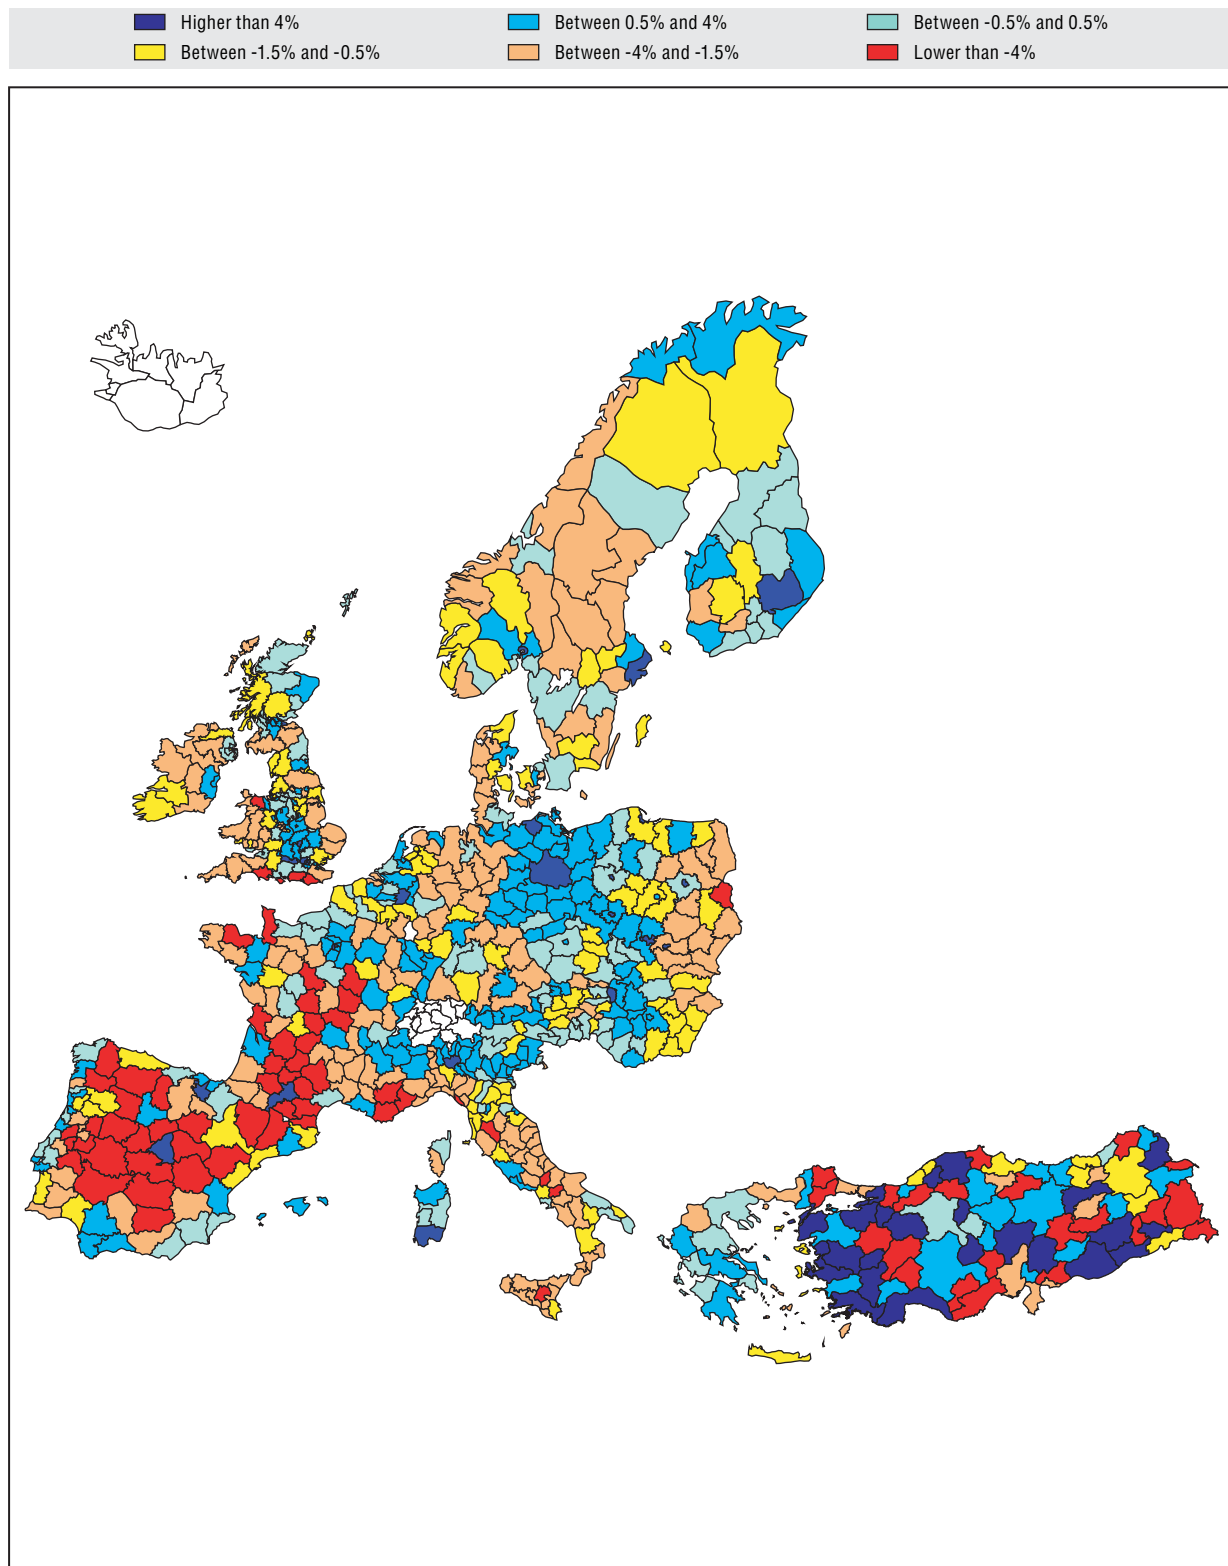 Higher than 4% Between 0.5% and 4% Between -0.5% and 0.5%
Between -1.5% and -0.5% Between -4% and -1.5% Lower than -4%